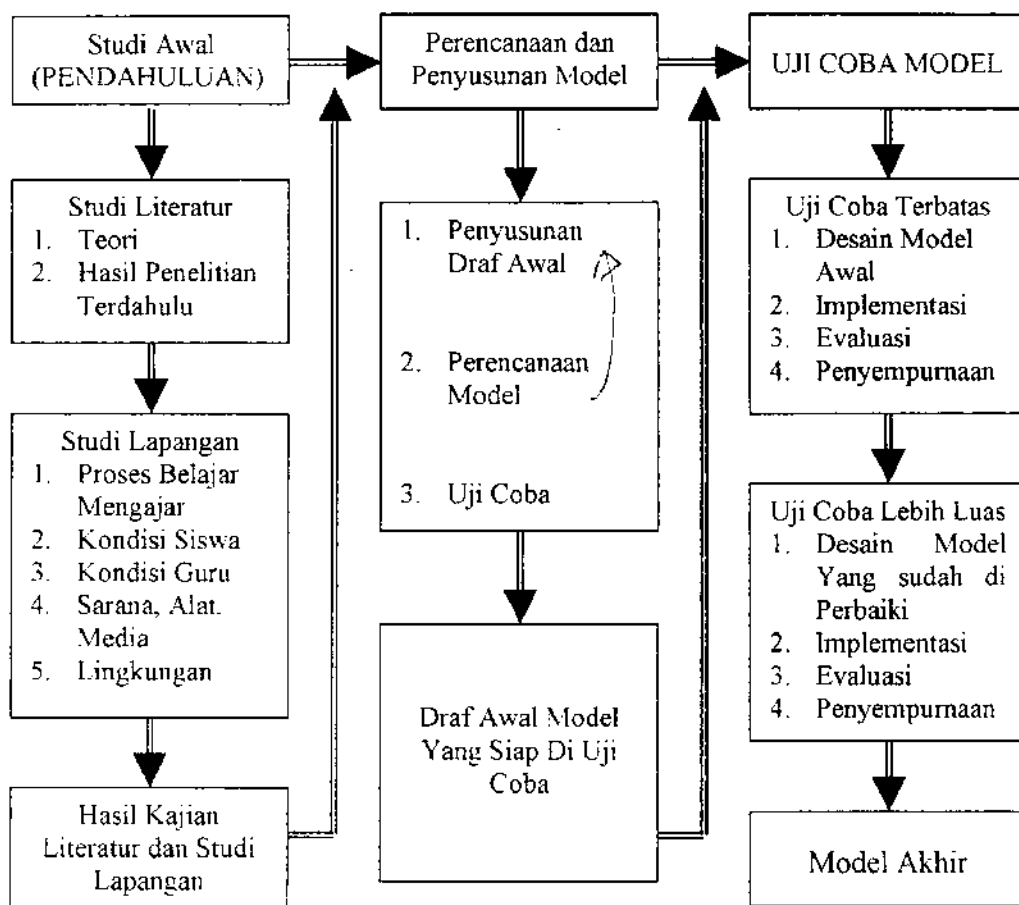 Studi Awal
(PENDAHULUAN)
Studi Literatur
1. Teori
2. Hasil Penelitian
Terdahulu
Studi Lapangan
1. Proses Belajar
Mengajar
2. Kondisi Siswa
3. Kondisi Guru
4. Sarana, Alat.
Media
5. Lingkungan
Hasil Kajian
Literatur dan Studi
Lapangan
Perencanaan dan
Penyusunan Model
1. Penyusunan
Draf Awal
2. Perencanaan
Model
3. Uji Coba
Draf Awal Model
Yang Siap Di Uji
Coba
UJI COBA MODEL
Uji Coba Terbatas
1. Desain Model
Awal
2. Implementasi
3. Evaluasi
4. Penyempurnaan
Uji Coba Lebih Luas
1. Desain Model
Yang sudah di
Perbaiki
2. Implementasi
3. Evaluasi
4. Penyempurnaan
Model Akhir